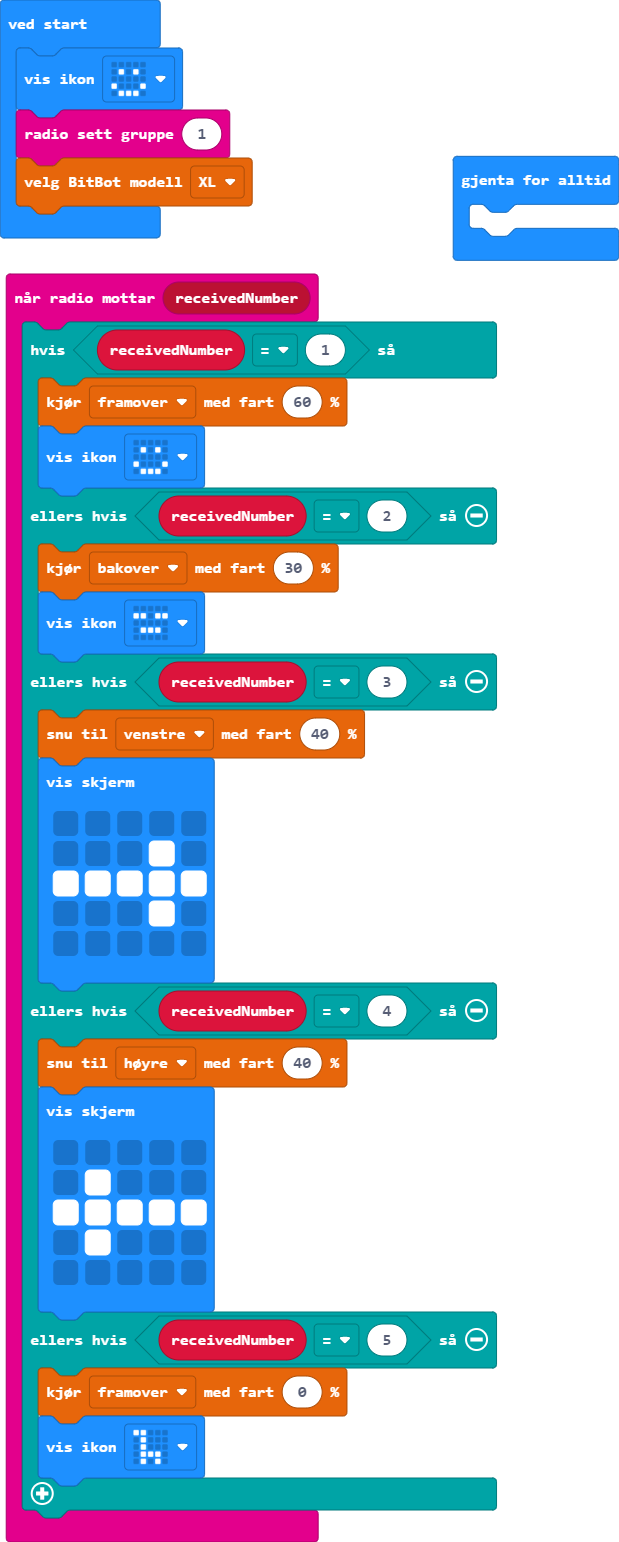 ved start
vis ikon
radio sett gruppe 1
velg BitBot modell XL
gjenta for alltid
når radio mottar receivedNumber
hvis receivedNumber = 1 så
kjør framover med fart 60 %
vis ikon
ellers hvis receivedNumber = 2 så
kjør bakover med fart 30 %
vis ikon
ellers hvis receivedNumber = 3 så
snu til venstre med fart 40 %
vis skjerm
ellers hvis receivedNumber = 4 så
snu til høyre med fart 40 %
vis skjerm
ellers hvis receivedNumber = 5 så
kjør framover med fart 0 %
vis ikon